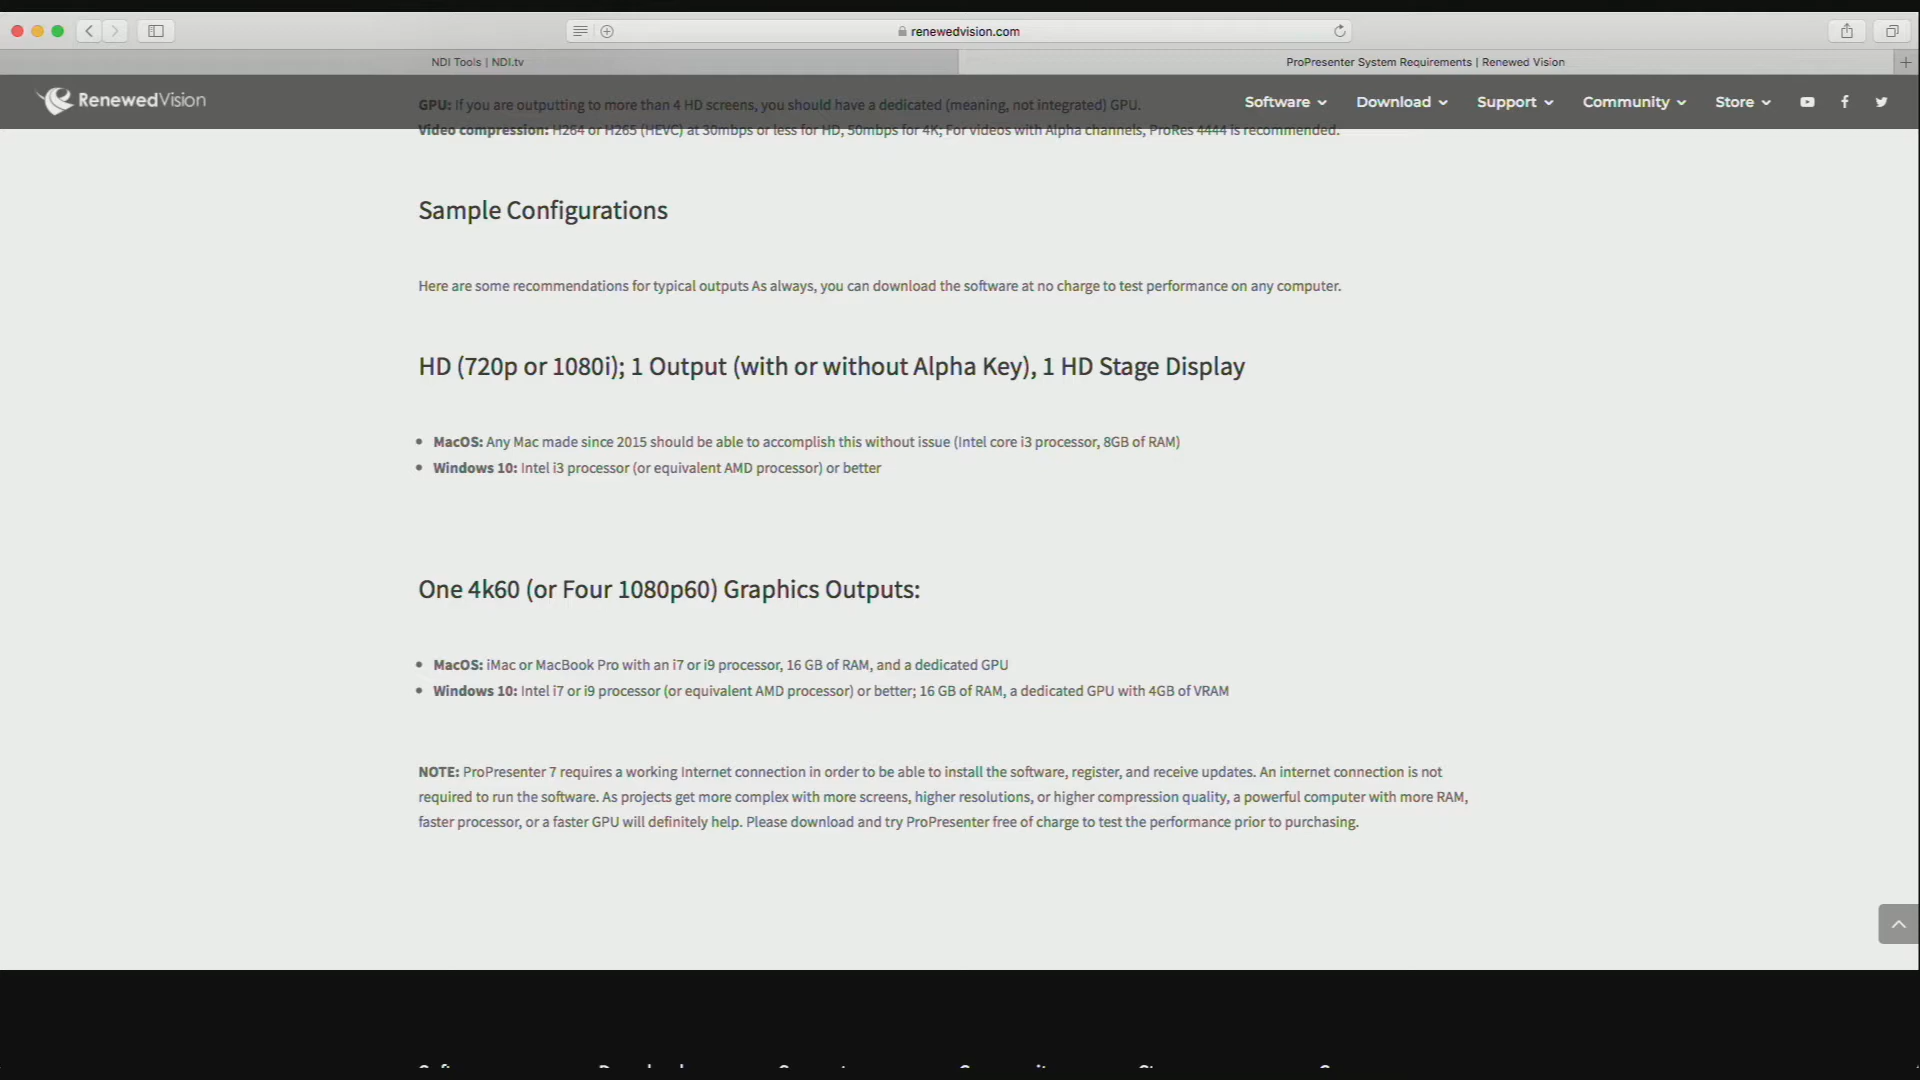 renewedvision.com
NDI Tools | NDI.tv
ProPresenter System Requirements | Renewed Vision
RenewedVision
Software
Download
Support
Community
Store
GPU: If you are outputting to more than 4 HD screens, you should have a dedicated (meaning, not integrated) GPU.
Video compression: H264 or H265 (HEVC) at 30mbps or less for HD, 50mbps for 4K; For videos with Alpha channels, ProRes 4444 is recommended.
Sample Configurations
Here are some recommendations for typical outputs As always, you can download the software at no charge to test performance on any computer.
HD (720p or 1080i); 1 Output (with or without Alpha Key), 1 HD Stage Display
MacOS: Any Mac made since 2015 should be able to accomplish this without issue (Intel core i3 processor, 8GB of RAM)
Windows 10: Intel i3 processor (or equivalent AMD processor) or better
One 4k60 (or Four 1080p60) Graphics Outputs:
MacOS: iMac or MacBook Pro with an i7 or i9 processor, 16 GB of RAM, and a dedicated GPU
Windows 10: Intel i7 or i9 processor (or equivalent AMD processor) or better; 16 GB of RAM, a dedicated GPU with 4GB of VRAM
NOTE: ProPresenter 7 requires a working Internet connection in order to be able to install the software, register, and receive updates. An internet connection is not
required to run the software. As projects get more complex with more screens, higher resolutions, or higher compression quality, a powerful computer with more RAM,
faster processor, or a faster GPU will definitely help. Please download and try ProPresenter free of charge to test the performance prior to purchasing.